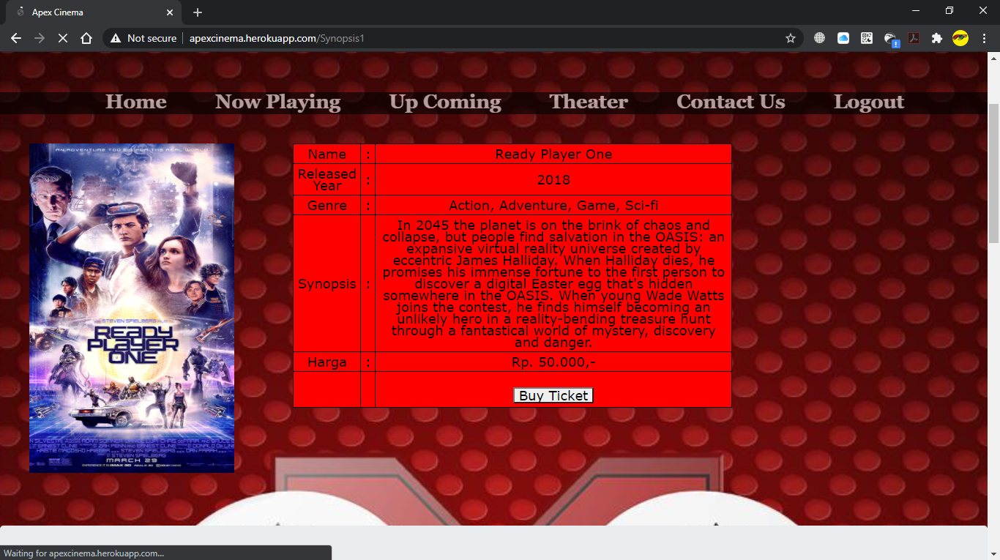 Apex Cinema
Not secure
apexcinema.herokuapp.com/Synopsis1
Home Now Playing Up Coming Theater Contact Us Logout
AN ADVENTURE TOO BIG FOR THE REAL WORLD
A STEVEN SPIELBERG FILM
READY
PLAYER
ONE
STEVEN SPIELBERG
MARCH 29
Name : Ready Player One
Released
Year
: 2018
Genre : Action, Adventure, Game, Sci-fi
Synopsis :
In 2045 the planet is on the brink of chaos and
collapse, but people find salvation in the OASIS: an
expansive virtual reality universe created by
eccentric James Halliday. When Halliday dies, he
promises his immense fortune to the first person to
discover a digital Easter egg that's hidden
somewhere in the OASIS. When young Wade Watts
joins the contest, he finds himself becoming an
unlikely hero in a reality-bending treasure hunt
through a fantastical world of mystery, discovery
and danger.
Harga : Rp. 50.000,-
Buy Ticket
Waiting for apexcinema.herokuapp.com...